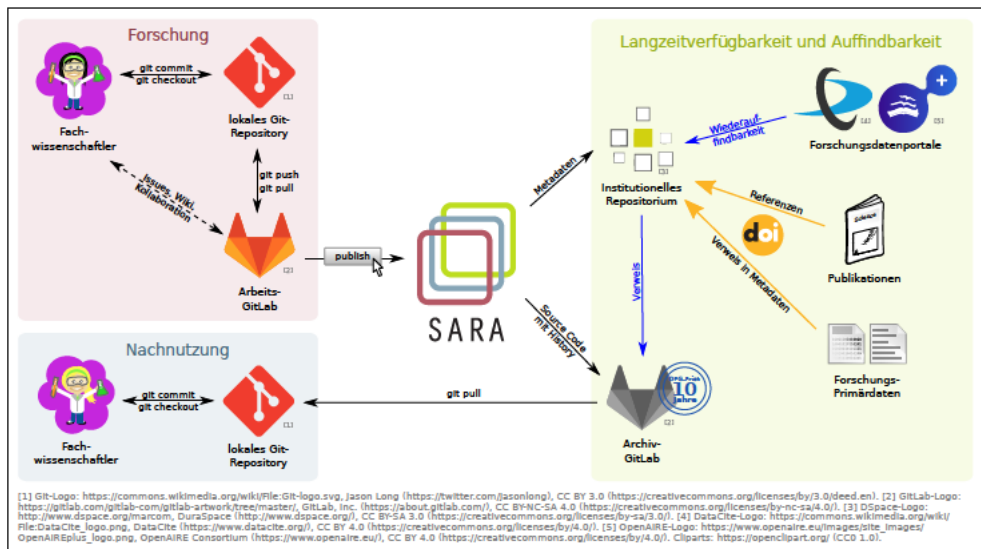 Forschung
git commit
git checkout
[1]
Fach-
wissenschaftler
lokales Git-
Repository
git push
git pull
Issues, Wiki,
Kollaboration
[2]
Arbeits-
GitLab
publish
SARA
Metadaten
Source Code
mit History
Langzeitverfügbarkeit und Auffindbarkeit
Wiederauf-
findbarkeit
[4]
[5]
Forschungsdatenportale
[3]
Institutionelles
Repositorium
Referenzen
doi
Verweis in Metadaten
Science
Publikationen
Verweis
Forschungs-
Primärdaten
10
Jahre
[2]
Archiv-
GitLab
git pull
Nachnutzung
git commit
git checkout
[1]
Fach-
wissenschaftler
lokales Git-
Repository
[1] Git-Logo: https://commons.wikimedia.org/wiki/File:Git-logo.svg, Jason Long (https://twitter.com/jasonlong), CC BY 3.0 (https://creativecommons.org/licenses/by/3.0/deed.en). [2] GitLab-Logo:
https://gitlab.com/gitlab-com/gitlab-artwork/tree/master/, GitLab, Inc. (https://about.gitlab.com/), CC BY-NC-SA 4.0 (https://creativecommons.org/licenses/by-nc-sa/4.0/). [3] DSpace-Logo:
http://www.dspace.org/marcom, DuraSpace (http://www.dspace.org/), CC BY-SA 3.0 (https://creativecommons.org/licenses/by-sa/3.0/). [4] DataCite-Logo: https://commons.wikimedia.org/wiki/
File:DataCite_logo.png, DataCite (https://www.datacite.org/), CC BY 4.0 (https://creativecommons.org/licenses/by/4.0/). [5] OpenAIRE-Logo: https://www.openaire.eu/images/site_images/
OpenAIREplus_logo.png, OpenAIRE Consortium (https://www.openaire.eu/), CC BY 4.0 (https://creativecommons.org/licenses/by/4.0/). Cliparts: https://openclipart.org/ (CC0 1.0).